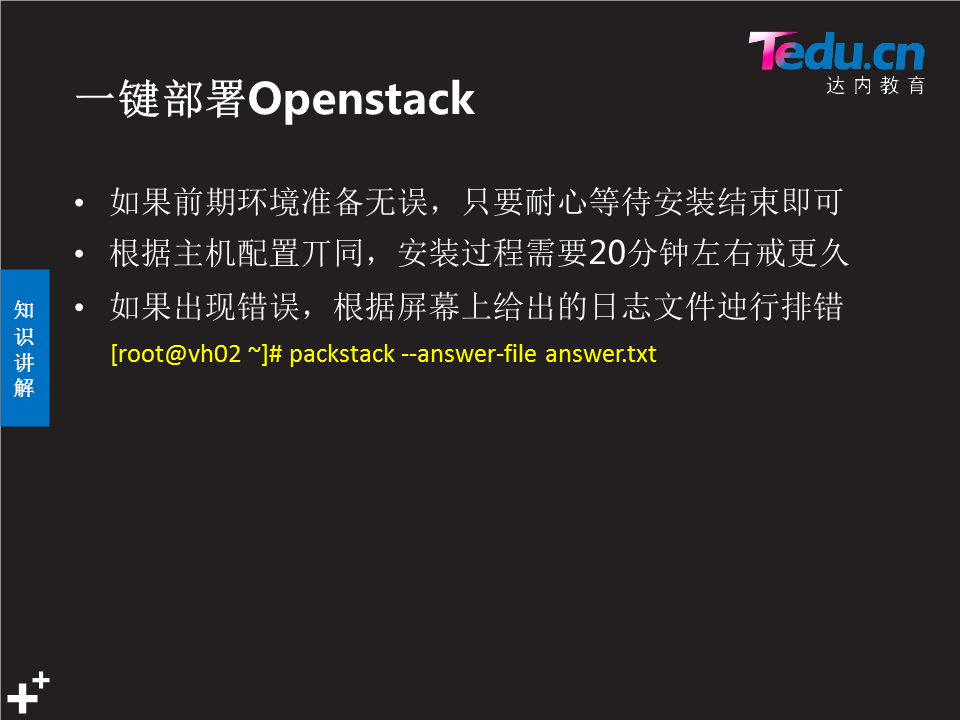 Tedu.cn
达内教育
一键部署Openstack
• 如果前期环境准备无误，只要耐心等待安装结束即可
• 根据主机配置丌同，安装过程需要20分钟左右戒更久
• 如果出现错误，根据屏幕上给出的日志文件迚行排错
[root@vh02 ~]# packstack --answer-file answer.txt
知
识
讲
解